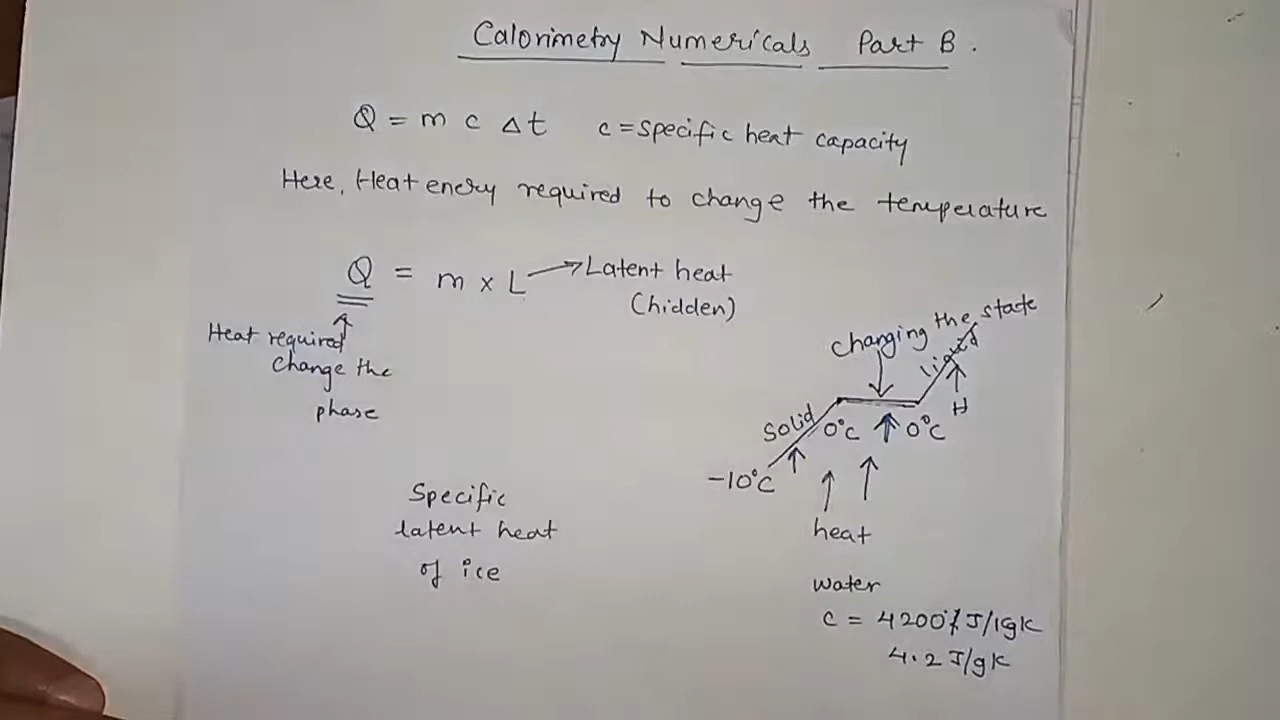 Calorimetry Numericals Part B.
Q = m c Δt c = specific heat capacity
Here, Heat enery required to change the temperature
Q = m × L → Latent heat
(hidden)
Heat required
change the
phase
changing the state
solid
liquid
0°C
0°C
H
-10°C
heat
Specific
latent heat
of ice
water
c = 4200 J/kgK
4.2 J/gK